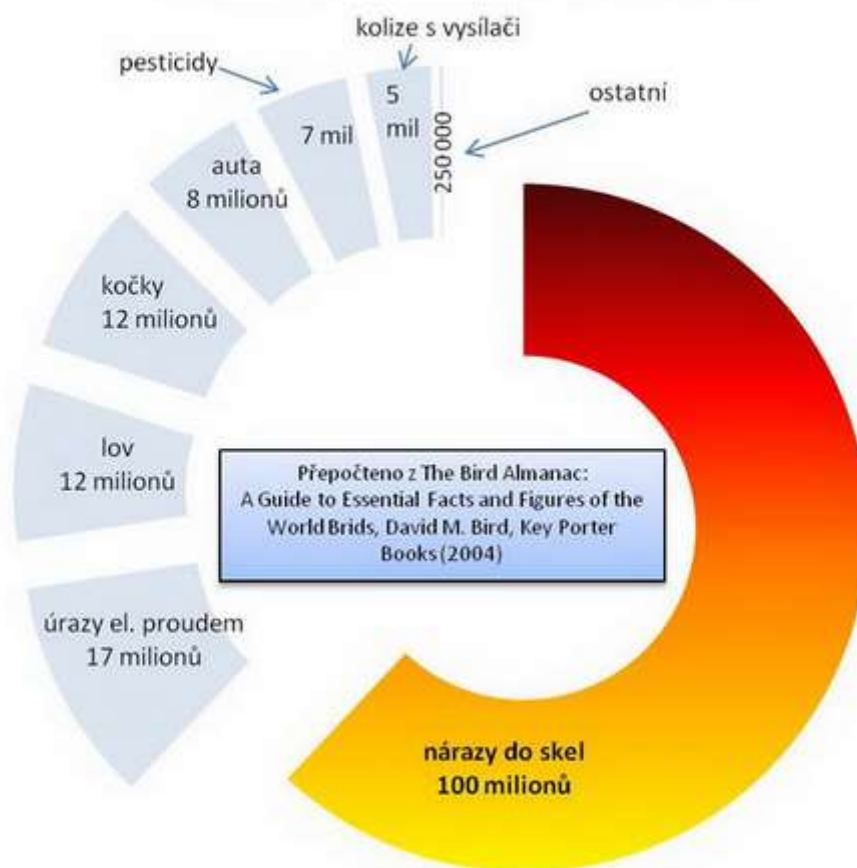 kolize s vysílači
pesticidy
ostatní
5
mil
7 mil
250 000
auta
8 milionů
kočky
12 milionů
lov
12 milionů
Přepočteno z The Bird Almanac:
A Guide to Essential Facts and Figures of the
World Brids, David M. Bird, Key Porter
Books (2004)
úrazy el. proudem
17 milionů
nárazy do skel
100 milionů